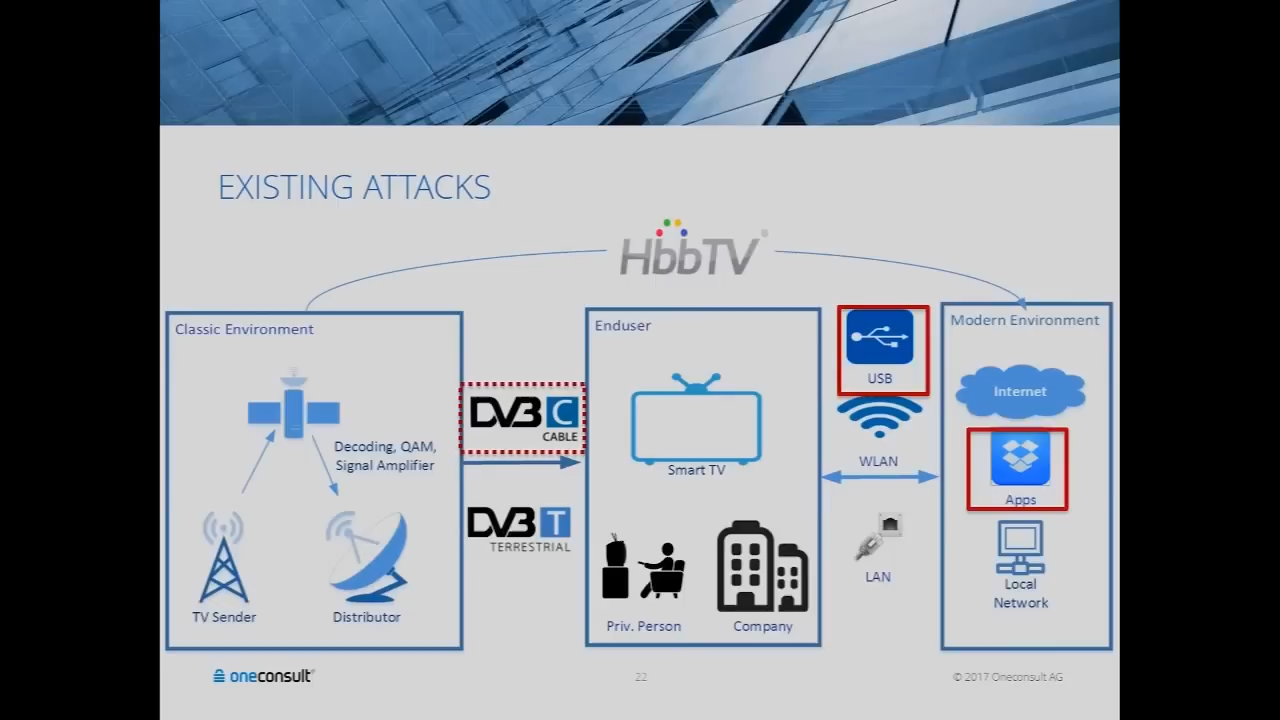 EXISTING ATTACKS
HbbTV
Classic Environment
Decoding, QAM,
Signal Amplifier
TV Sender
Distributor
DVB C
CABLE
DVB T
TERRESTRIAL
Enduser
Smart TV
Priv. Person
Company
USB
WLAN
LAN
Modern Environment
Internet
Apps
Local
Network
oneconsult
22
© 2017 Oneconsult AG